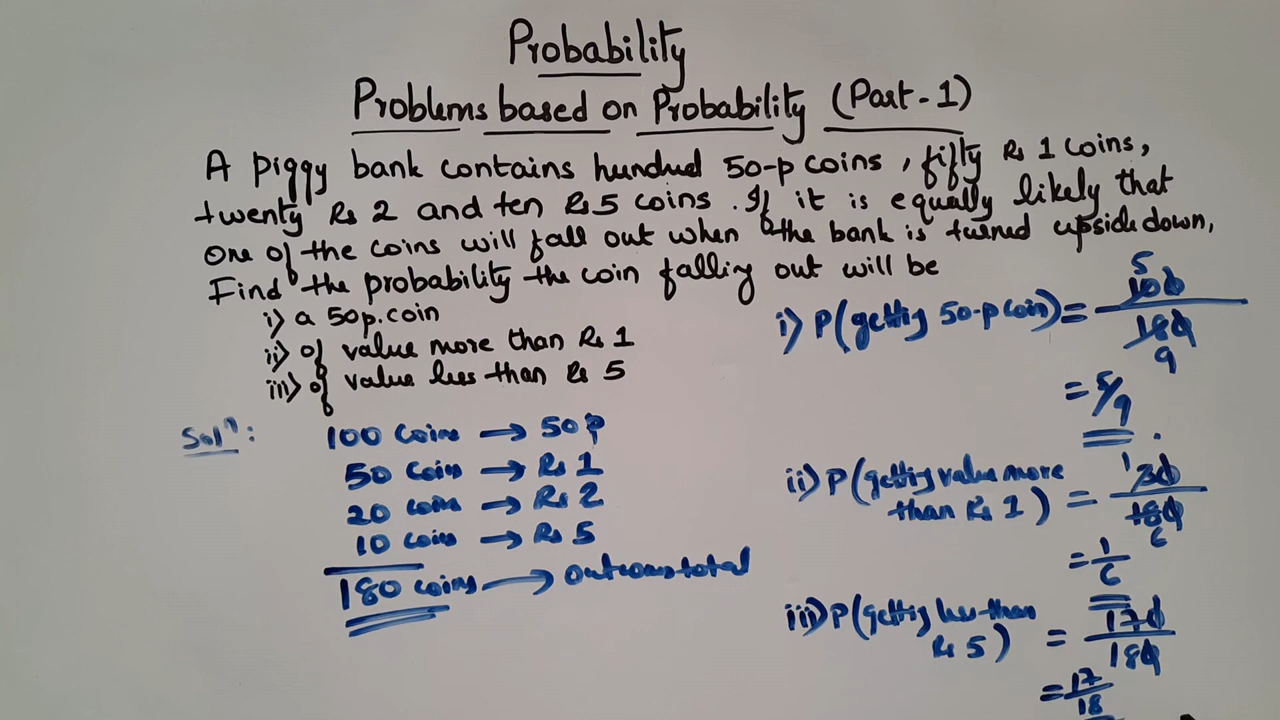 Probability
Problems based on Probability (Part-1)
A piggy bank contains hundred 50-p coins, fifty Rs 1 coins,
twenty Rs 2 and ten Rs 5 coins. If it is equally likely that
one of the coins will fall out when the bank is turned upside down,
Find the probability the coin falling out will be
i) a 50p. coin
ii) of value more than Rs 1
iii) of value less than Rs 5
Solⁿ:
100 coins → 50 p
50 coins → Rs 1
20 coins → Rs 2
10 coins → Rs 5
180 coins → outcomes total
i) P(getting 50-p coin) = 100/180
5
9
= 5/9
ii) P(getting value more
than Rs 1) = 30/180
1
6
= 1/6
iii) P(getting less than
Rs 5) = 170/180
= 17/18